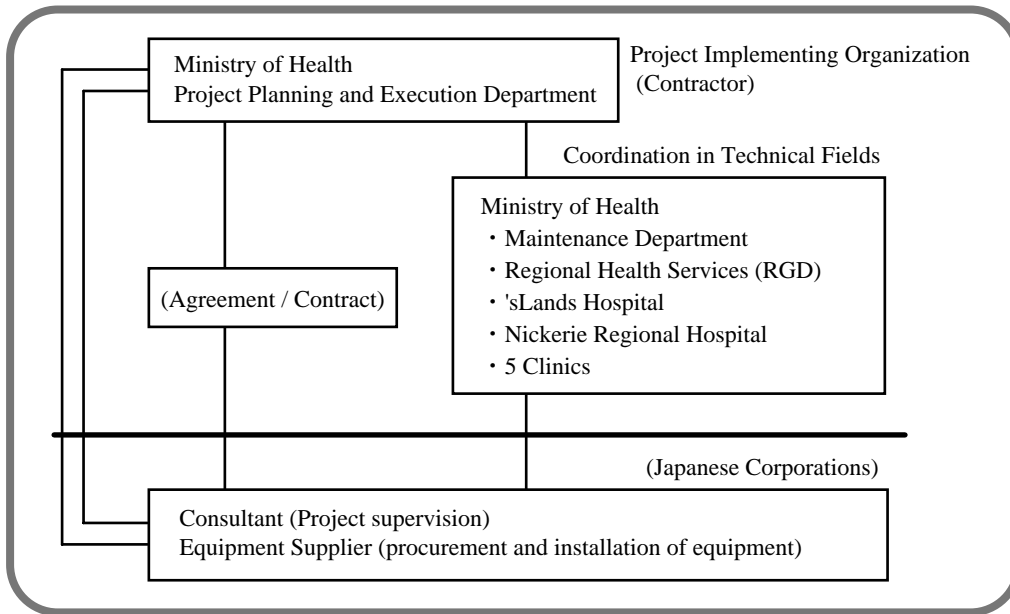 Ministry of Health
Project Planning and Execution Department
Project Implementing Organization
(Contractor)
Coordination in Technical Fields
Ministry of Health
・Maintenance Department
・Regional Health Services (RGD)
・'sLands Hospital
・Nickerie Regional Hospital
・5 Clinics
(Agreement / Contract)
(Japanese Corporations)
Consultant (Project supervision)
Equipment Supplier (procurement and installation of equipment)